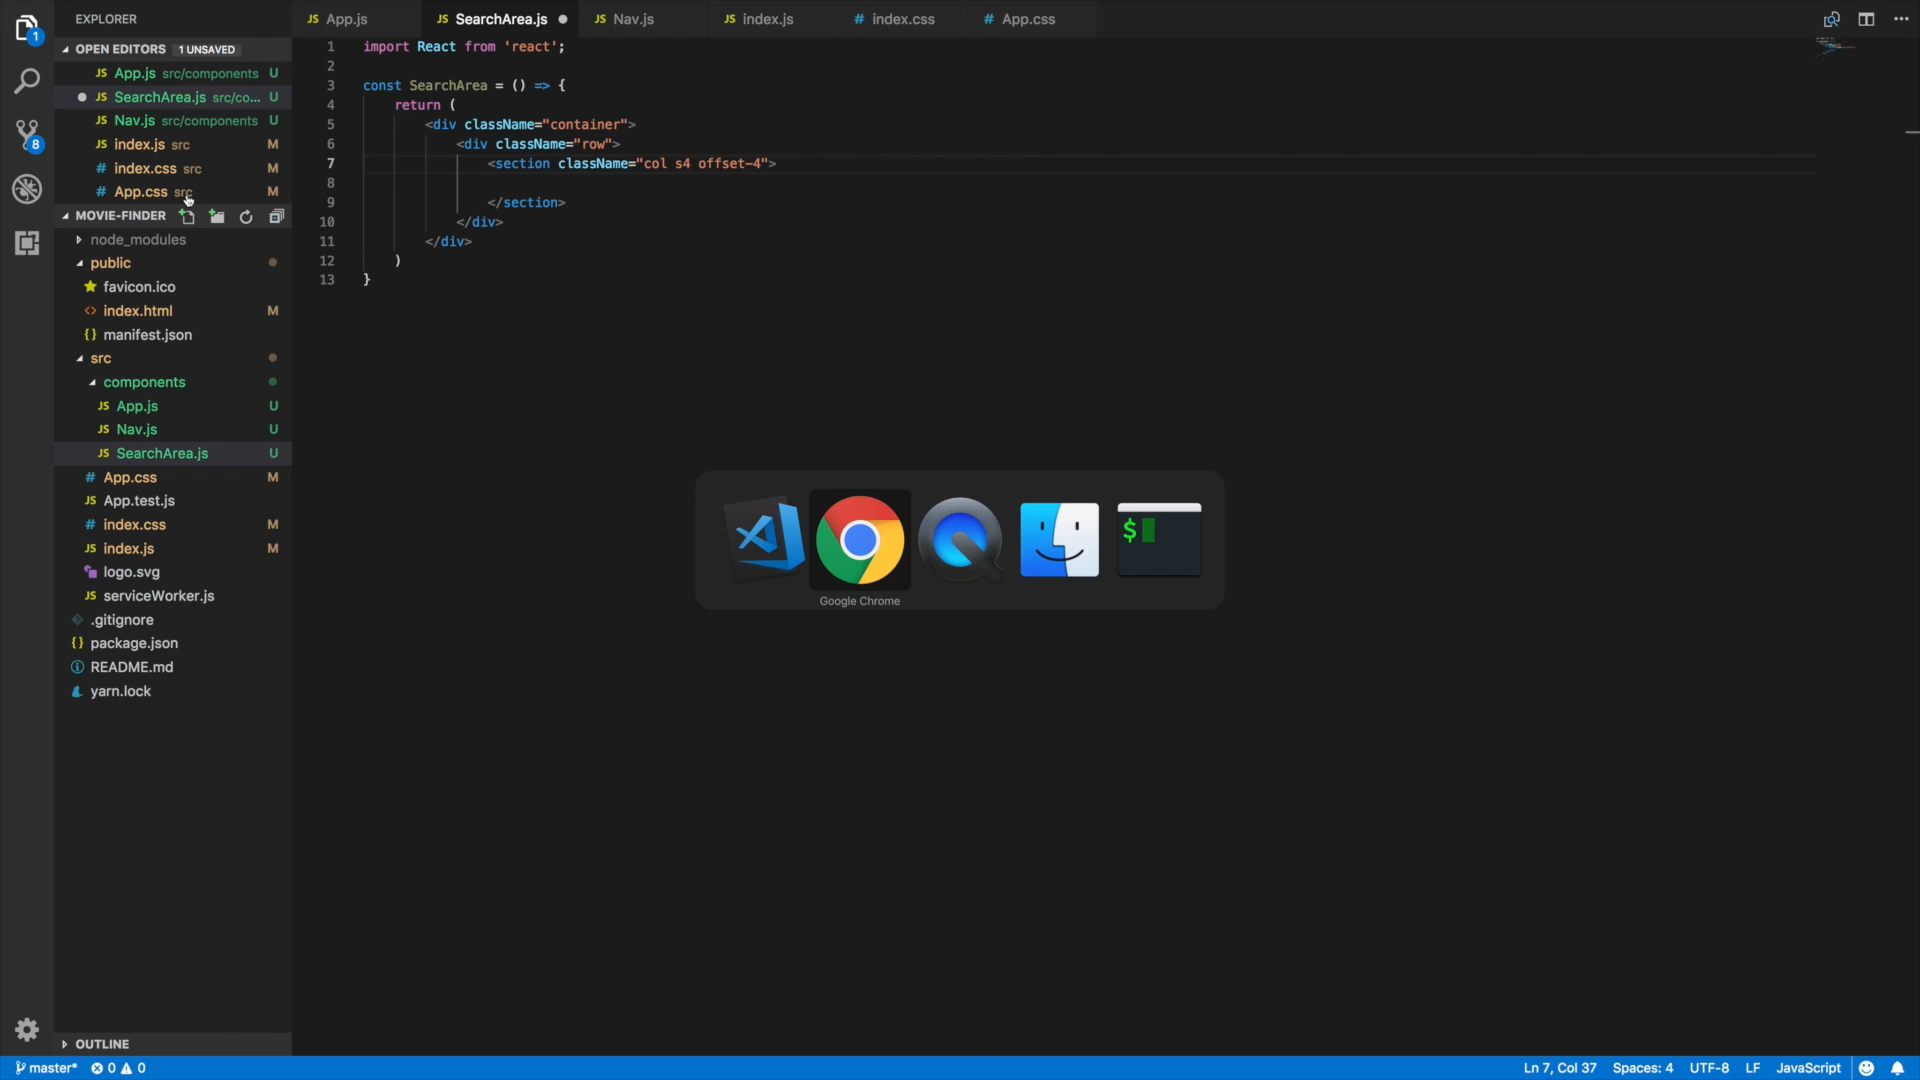 EXPLORER
OPEN EDITORS 1 UNSAVED
JS App.js src/components U
JS SearchArea.js src/co... U
JS Nav.js src/components U
JS index.js src M
# index.css src M
# App.css src M
MOVIE-FINDER
node_modules
public
favicon.ico
<> index.html M
{} manifest.json
src
components
JS App.js U
JS Nav.js U
JS SearchArea.js U
# App.css M
JS App.test.js
# index.css M
JS index.js M
logo.svg
JS serviceWorker.js
.gitignore
{} package.json
README.md
yarn.lock
OUTLINE
1
8
JS App.js
JS SearchArea.js
JS Nav.js
JS index.js
# index.css
# App.css
1 import React from 'react';
2
3 const SearchArea = () => {
4 return (
5 <div className="container">
6 <div className="row">
7 <section className="col s4 offset-4">
8
9 </section>
10 </div>
11 </div>
12 )
13 }
$
Google Chrome
master* 0 0
Ln 7, Col 37 Spaces: 4 UTF-8 LF JavaScript